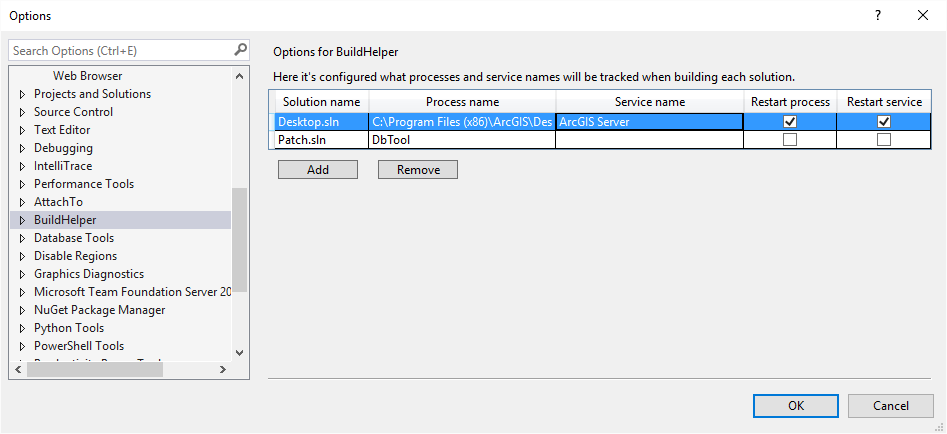 Options
?
Search Options (Ctrl+E)
Web Browser
Projects and Solutions
Source Control
Text Editor
Debugging
IntelliTrace
Performance Tools
AttachTo
BuildHelper
Database Tools
Disable Regions
Graphics Diagnostics
Microsoft Team Foundation Server 20
NuGet Package Manager
Python Tools
PowerShell Tools
Options for BuildHelper
Here it's configured what processes and service names will be tracked when building each solution.
Solution name Process name Service name Restart process Restart service
Desktop.sln C:\Program Files (x86)\ArcGIS\Des ArcGIS Server
Patch.sln DbTool
Add Remove
OK Cancel